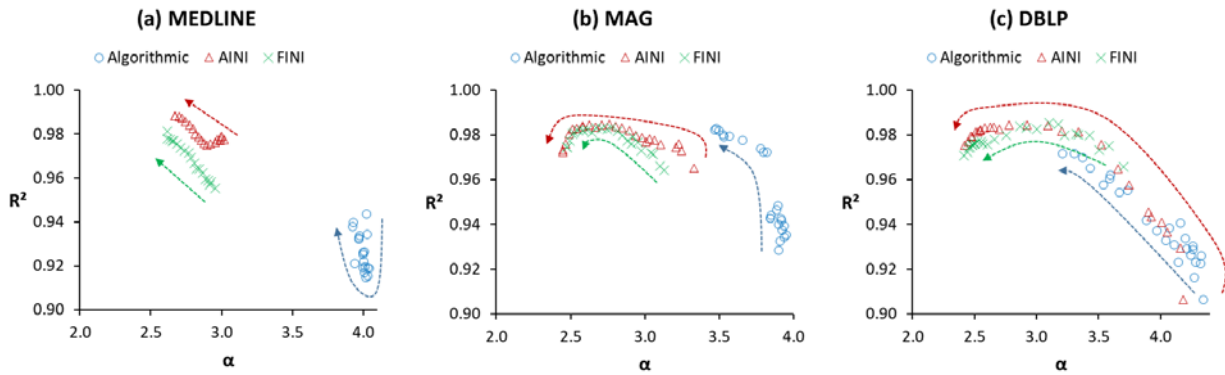 (a) MEDLINE
Algorithmic AINI FINI
1.00
0.98
0.96
R²
0.94
0.92
0.90
2.0 2.5 3.0 3.5 4.0
α
(b) MAG
Algorithmic AINI FINI
1.00
0.98
0.96
R²
0.94
0.92
0.90
2.0 2.5 3.0 3.5 4.0
α
(c) DBLP
Algorithmic AINI FINI
1.00
0.98
0.96
R²
0.94
0.92
0.90
2.0 2.5 3.0 3.5 4.0
α